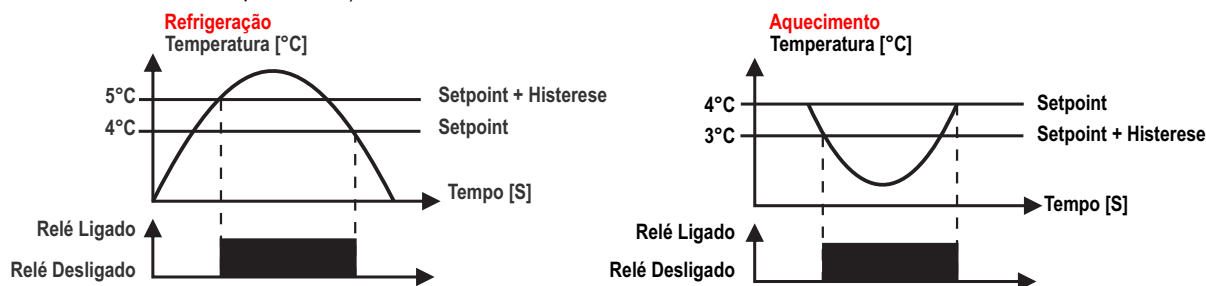 Refrigeração
Temperatura [°C]
5°C
Setpoint + Histerese
4°C
Setpoint
Tempo [S]
Relé Ligado
Relé Desligado
Aquecimento
Temperatura [°C]
4°C
Setpoint
3°C
Setpoint + Histerese
Tempo [S]
Relé Ligado
Relé Desligado